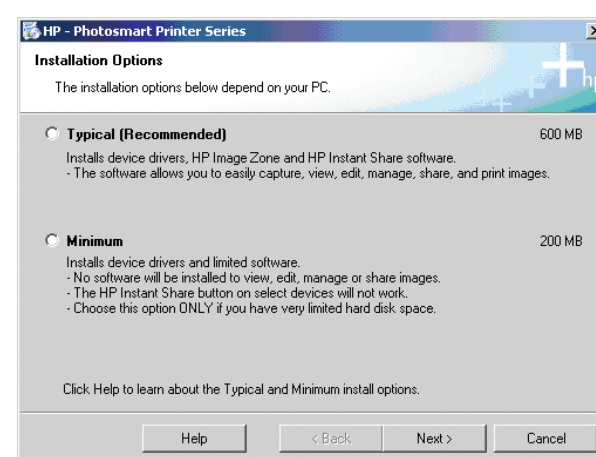 HP - Photosmart Printer Series
Installation Options
The installation options below depend on your PC.
hp
Typical (Recommended) 600 MB
Installs device drivers, HP Image Zone and HP Instant Share software.
- The software allows you to easily capture, view, edit, manage, share, and print images.
Minimum 200 MB
Installs device drivers and limited software.
- No software will be installed to view, edit, manage or share images.
- The HP Instant Share button on select devices will not work.
- Choose this option ONLY if you have very limited hard disk space.
Click Help to learn about the Typical and Minimum install options.
Help < Back Next > Cancel